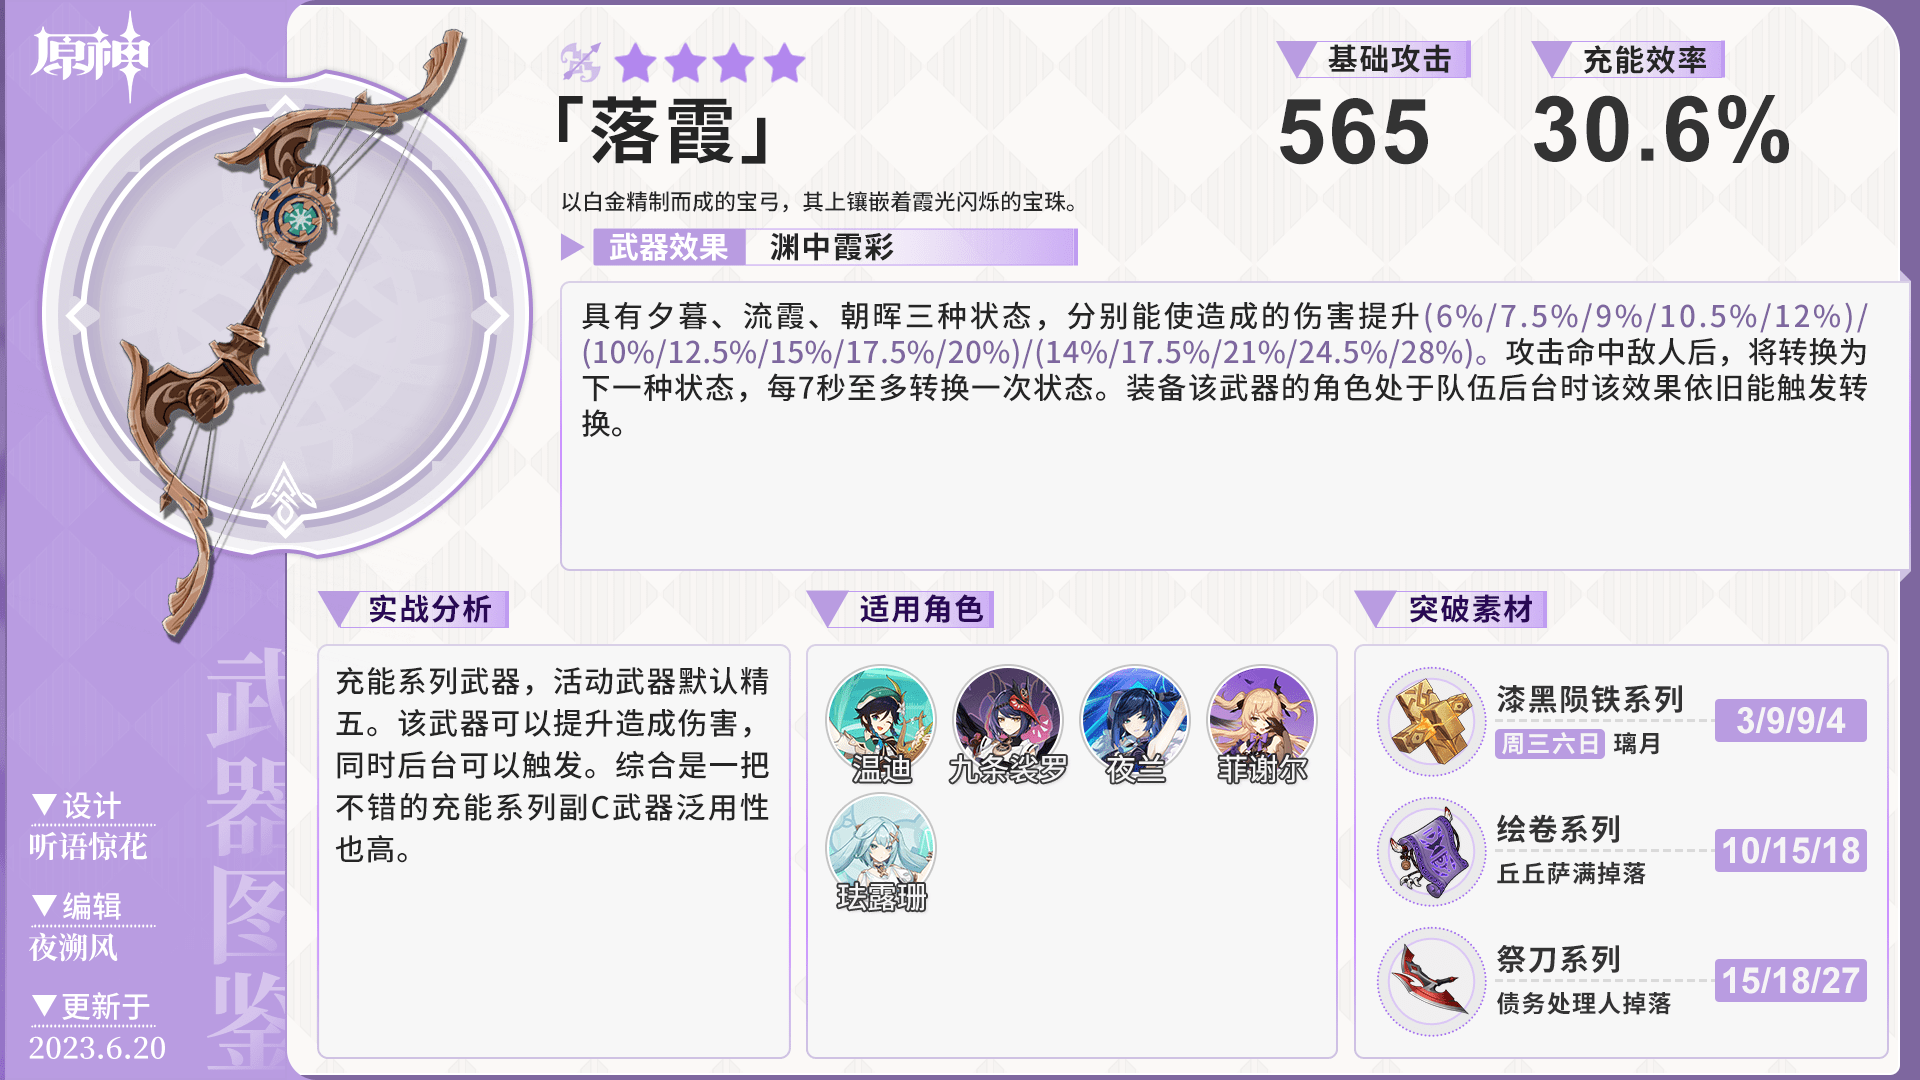 原神
「落霞」
以白金精制而成的宝弓，其上镶嵌着霞光闪烁的宝珠。
基础攻击
565
充能效率
30.6%
武器效果
渊中霞彩
具有夕暮、流霞、朝晖三种状态，分别能使造成的伤害提升(6%/7.5%/9%/10.5%/12%)/
(10%/12.5%/15%/17.5%/20%)/(14%/17.5%/21%/24.5%/28%)。攻击命中敌人后，将转换为
下一种状态，每7秒至多转换一次状态。装备该武器的角色处于队伍后台时该效果依旧能触发转
换。
实战分析
充能系列武器，活动武器默认精
五。该武器可以提升造成伤害，
同时后台可以触发。综合是一把
不错的充能系列副C武器泛用性
也高。
适用角色
温迪
九条裟罗
夜兰
菲谢尔
珐露珊
突破素材
漆黑陨铁系列
周三六日 璃月
3/9/9/4
绘卷系列
丘丘萨满掉落
10/15/18
祭刀系列
债务处理人掉落
15/18/27
武器图鉴
▼设计
听语惊花
▼编辑
夜溯风
▼更新于
2023.6.20